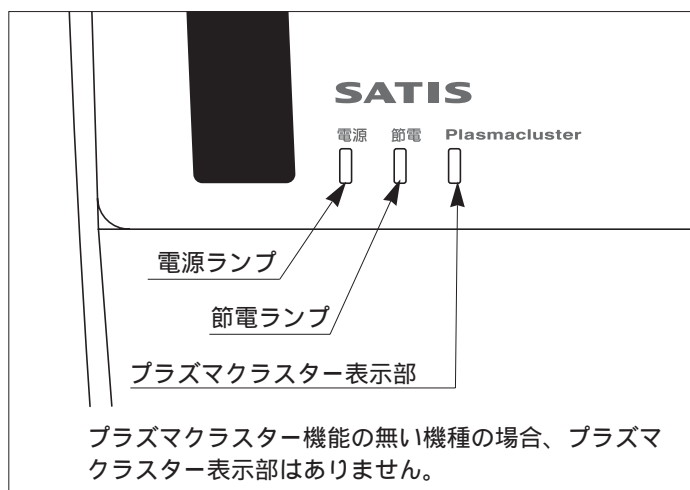 SATIS
電源 節電 Plasmacluster
電源ランプ
節電ランプ
プラズマクラスター表示部
プラズマクラスター機能の無い機種の場合、プラズマ
クラスター表示部はありません。